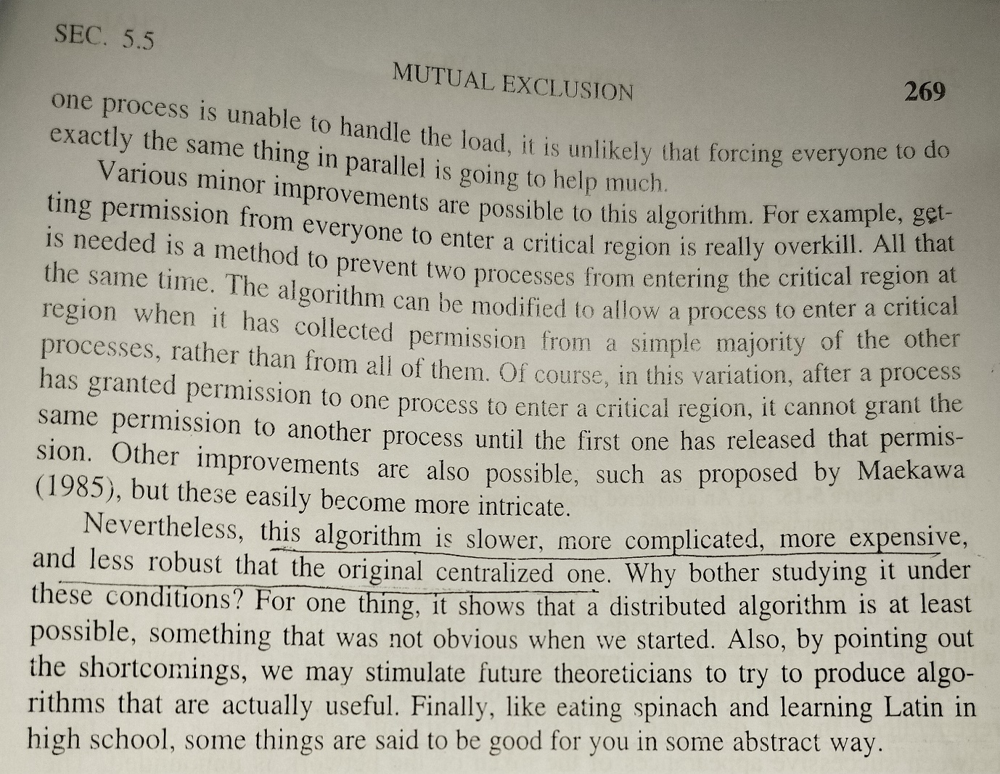 SEC. 5.5
MUTUAL EXCLUSION
269
one process is unable to handle the load, it is unlikely that forcing everyone to do
exactly the same thing in parallel is going to help much.
Various minor improvements are possible to this algorithm. For example, get-
ting permission from everyone to enter a critical region is really overkill. All that
is needed is a method to prevent two processes from entering the critical region at
the same time. The algorithm can be modified to allow a process to enter a critical
region when it has collected permission from a simple majority of the other
processes, rather than from all of them. Of course, in this variation, after a process
has granted permission to one process to enter a critical region, it cannot grant the
same permission to another process until the first one has released that permis-
sion. Other improvements are also possible, such as proposed by Maekawa
(1985), but these easily become more intricate.
Nevertheless, this algorithm is slower, more complicated, more expensive,
and less robust that the original centralized one. Why bother studying it under
these conditions? For one thing, it shows that a distributed algorithm is at least
possible, something that was not obvious when we started. Also, by pointing out
the shortcomings, we may stimulate future theoreticians to try to produce algo-
rithms that are actually useful. Finally, like eating spinach and learning Latin in
high school, some things are said to be good for you in some abstract way.